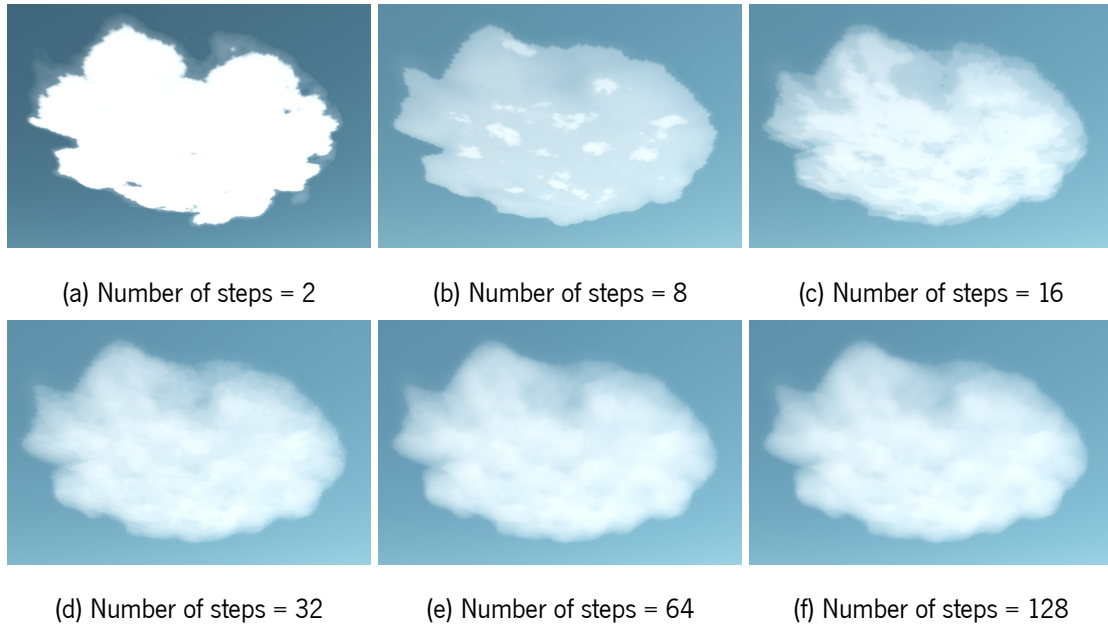 (a) Number of steps = 2
(b) Number of steps = 8
(c) Number of steps = 16
(d) Number of steps = 32
(e) Number of steps = 64
(f) Number of steps = 128